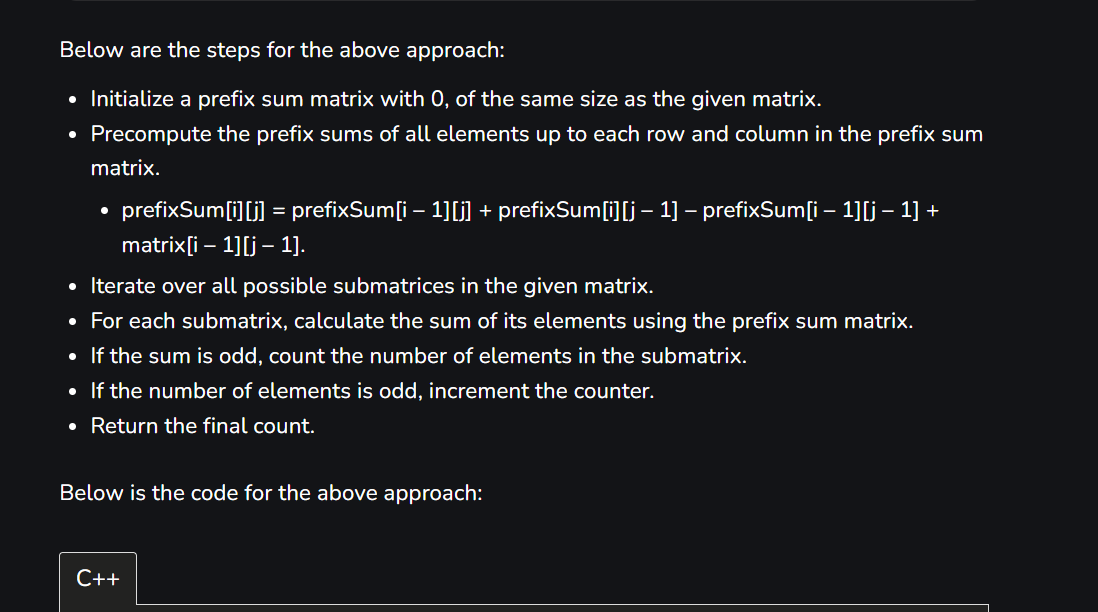 Below are the steps for the above approach:
• Initialize a prefix sum matrix with 0, of the same size as the given matrix.
• Precompute the prefix sums of all elements up to each row and column in the prefix sum
matrix.
• prefixSum[i][j] = prefixSum[i – 1][j] + prefixSum[i][j – 1] – prefixSum[i – 1][j – 1] +
matrix[i – 1][j – 1].
• Iterate over all possible submatrices in the given matrix.
• For each submatrix, calculate the sum of its elements using the prefix sum matrix.
• If the sum is odd, count the number of elements in the submatrix.
• If the number of elements is odd, increment the counter.
• Return the final count.
Below is the code for the above approach:
C++